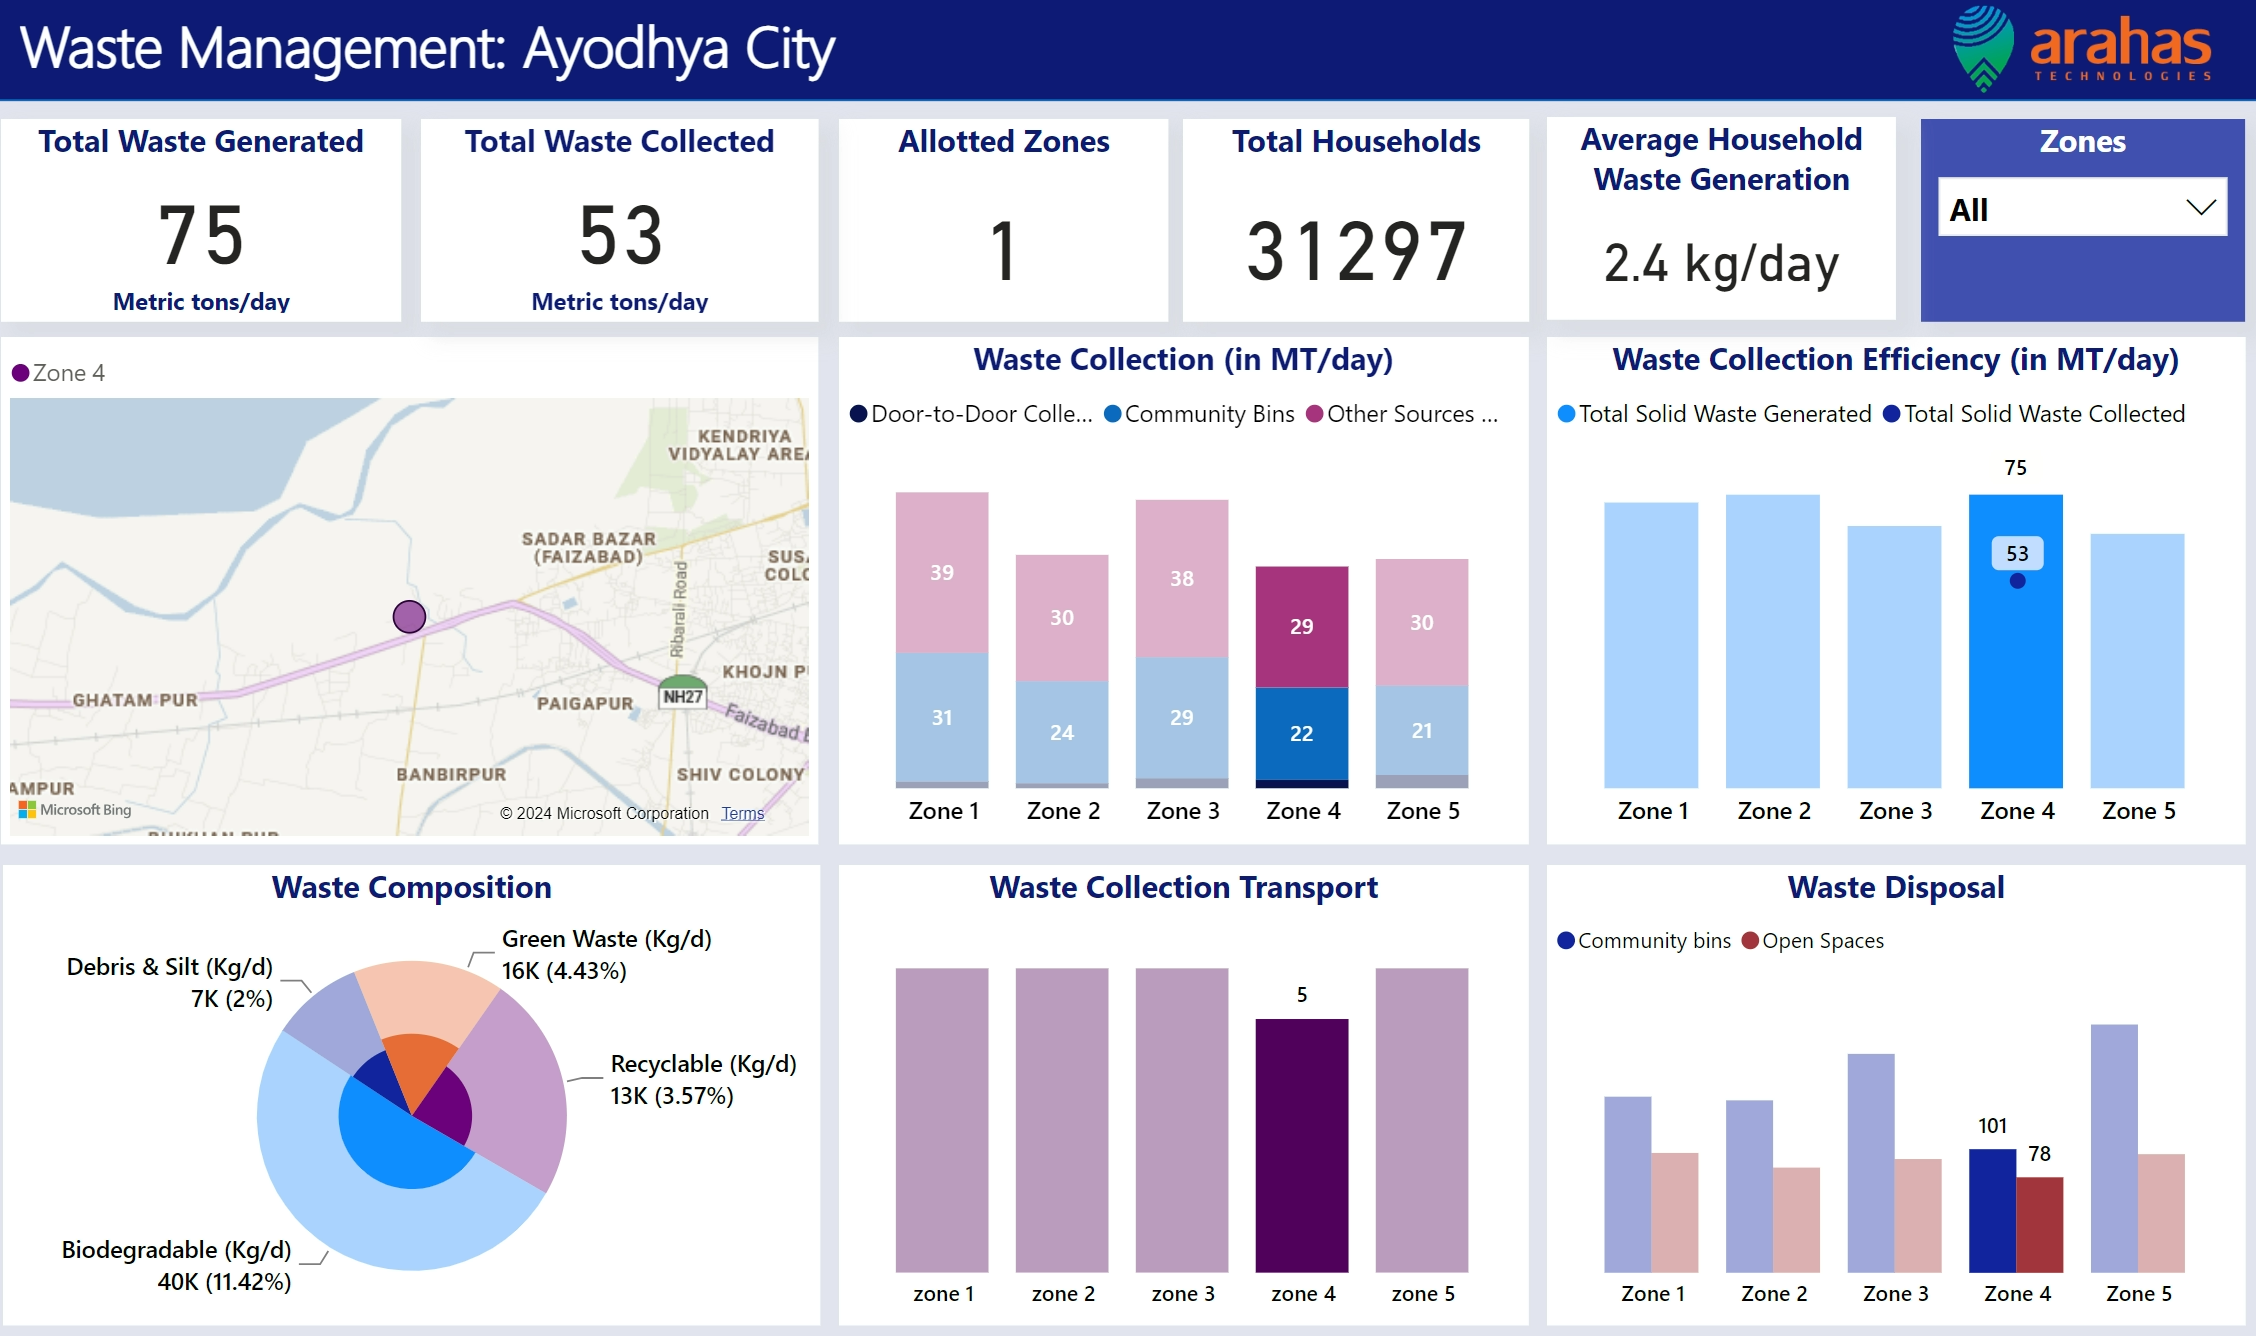 Waste Management: Ayodhya City
arahas
TECHNOLOGIES
Total Waste Generated
75
Metric tons/day
Total Waste Collected
53
Metric tons/day
Allotted Zones
1
Total Households
31297
Average Household
Waste Generation
2.4 kg/day
Zones
All
Zone 4
KENDRIYA
VIDYALAY AREA
SADAR BAZAR
(FAIZABAD)
SUS
COLO
Ribarali Road
KHOJN P
GHATAM PUR
PAIGAPUR
NH27
Faizabad
BANBIRPUR
SHIV COLONY
AMPUR
Microsoft Bing
© 2024 Microsoft Corporation Terms
Waste Collection (in MT/day)
Door-to-Door Colle... Community Bins Other Sources ...
39
30
38
29
30
31
24
29
22
21
Zone 1 Zone 2 Zone 3 Zone 4 Zone 5
Waste Collection Efficiency (in MT/day)
Total Solid Waste Generated Total Solid Waste Collected
75
53
Zone 1 Zone 2 Zone 3 Zone 4 Zone 5
Waste Composition
Green Waste (Kg/d)
16K (4.43%)
Debris & Silt (Kg/d)
7K (2%)
Recyclable (Kg/d)
13K (3.57%)
Biodegradable (Kg/d)
40K (11.42%)
Waste Collection Transport
5
zone 1 zone 2 zone 3 zone 4 zone 5
Waste Disposal
Community bins Open Spaces
101
78
Zone 1 Zone 2 Zone 3 Zone 4 Zone 5